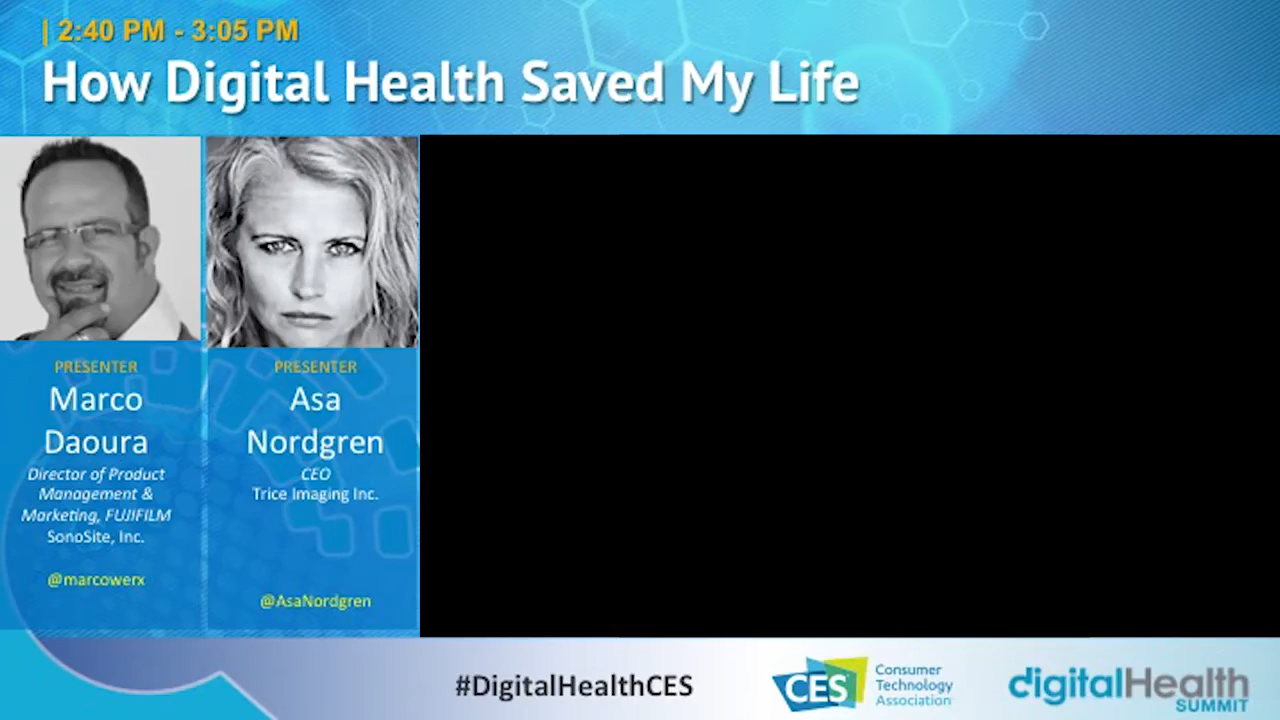 | 2:40 PM - 3:05 PM
How Digital Health Saved My Life
PRESENTER
Marco
Daoura
Director of Product
Management &
Marketing, FUJIFILM
SonoSite, Inc.
@marcowerx
PRESENTER
Asa
Nordgren
CEO
Trice Imaging Inc.
@AsaNordgren
#DigitalHealthCES
CES
Consumer
Technology
Association
digitalHealth
SUMMIT